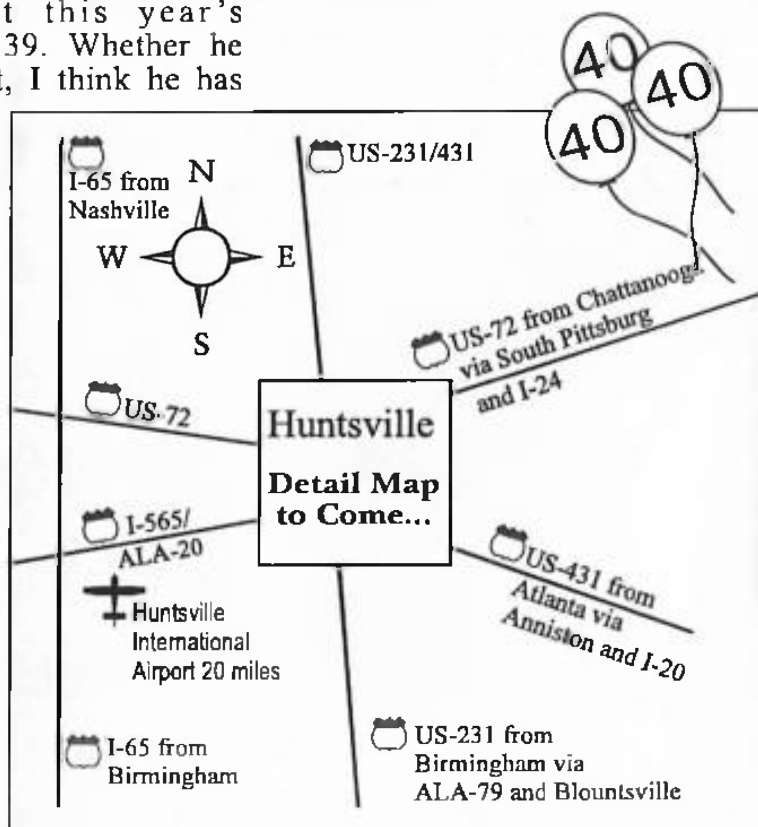 t this year's
39. Whether he
t, I think he has
40
40
40
I-65 from
Nashville
N
W
E
S
US-231/431
US-72 from Chattanooga
via South Pittsburg
and I-24
US-72
Huntsville
Detail Map
to Come...
I-565/
ALA-20
Huntsville
International
Airport 20 miles
US-431 from
Atlanta via
Anniston and I-20
I-65 from
Birmingham
US-231 from
Birmingham via
ALA-79 and Blountsville